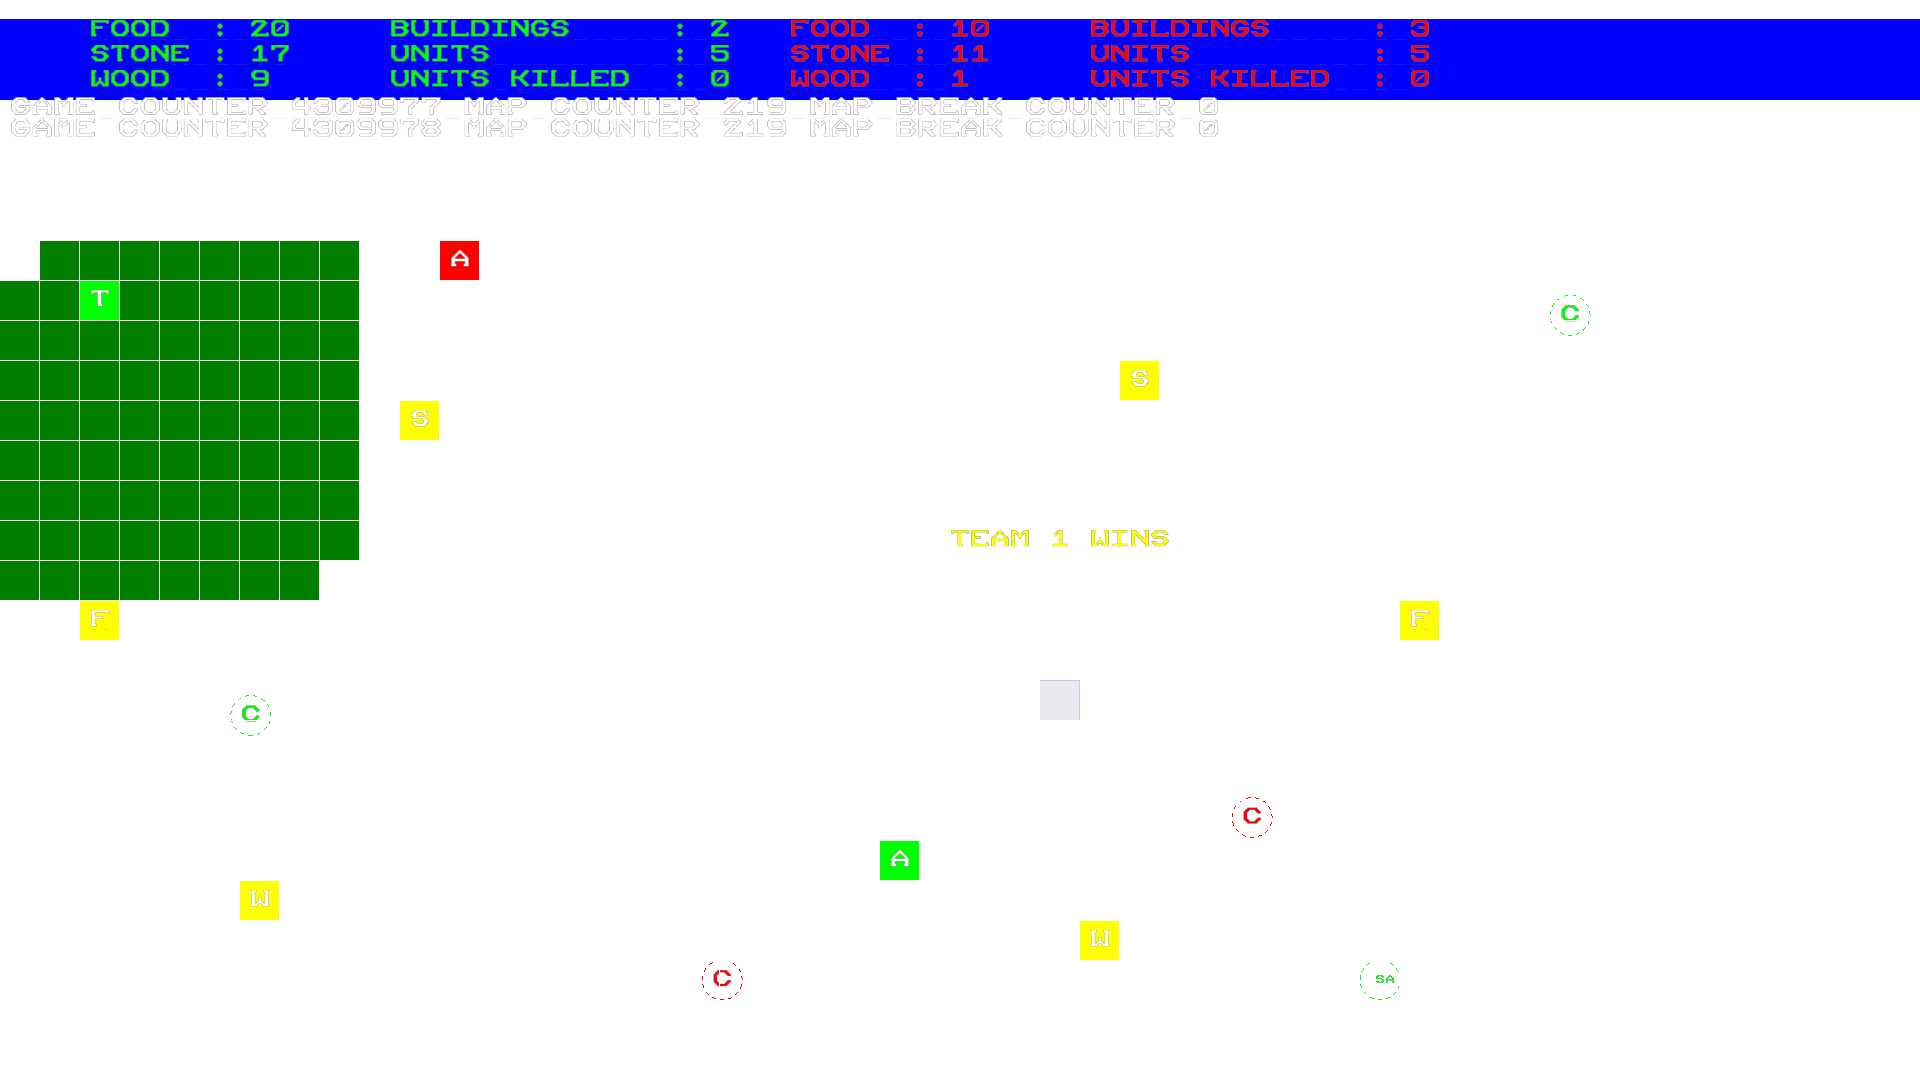 FOOD : 20 BUILDINGS : 2 FOOD : 10 BUILDINGS : 3
STONE : 17 UNITS : 5 STONE : 11 UNITS : 5
WOOD : 9 UNITS KILLED : 0 WOOD : 1 UNITS KILLED : 0
GAME COUNTER 4309977 MAP COUNTER 219 MAP BREAK COUNTER 0
GAME COUNTER 4309978 MAP COUNTER 219 MAP BREAK COUNTER 0
A
T
C
S
S
TEAM 1 WINS
F
F
C
C
A
W
W
C
SA